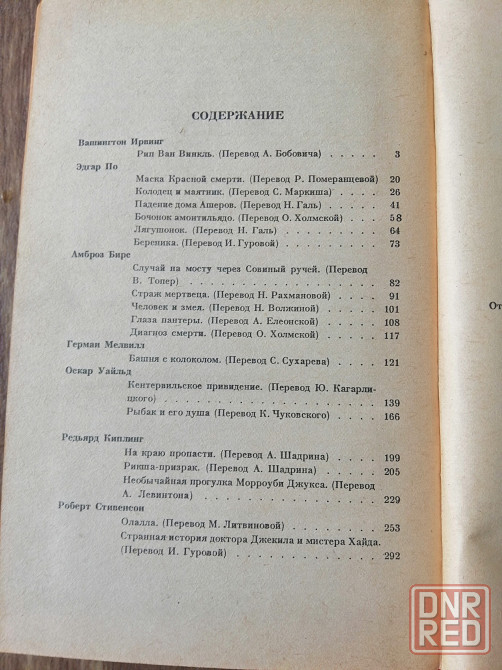 СОДЕРЖАНИЕ
Вашингтон Ирвинг
Рип Ван Винкль. (Перевод А. Бобовича) . . . . . 3
Эдгар По
Маска Красной смерти. (Перевод Р. Померанцевой) 20
Колодец и маятник. (Перевод С. Маркиша) . . . . 26
Падение дома Ашеров. (Перевод Н. Галь) . . . . 41
Бочонок амонтильядо. (Перевод О. Холмской) . . . 58
Лягушонок. (Перевод Н. Галь) . . . . . . . 64
Береника. (Перевод И. Гуровой) . . . . . . . 73
Амброз Бирс
Случай на мосту через Совиный ручей. (Перевод
В. Топер) . . . . . . . . . . . . . 82
Страж мертвеца. (Перевод Н. Рахмановой) . . . . 91
Человек и змея. (Перевод Н. Волжиной) . . . . . 101
Глаза пантеры. (Перевод А. Елеонской) . . . . . 108
Диагноз смерти. (Перевод О. Холмской) . . . . . 117
Герман Мелвилл
Башня с колоколом. (Перевод С. Сухарева) . . . . 121
Оскар Уайльд
Кентервильское привидение. (Перевод Ю. Кагарли-
цкого) . . . . . . . . . . . . . . 139
Рыбак и его душа (Перевод К. Чуковского) . . . . 166
Редьярд Киплинг
На краю пропасти. (Перевод А. Шадрина) . . . . 199
Рикша-призрак. (Перевод А. Шадрина) . . . . . 205
Необычайная прогулка Морроуби Джукса. (Перевод
А. Левинтона) . . . . . . . . . . . . 229
Роберт Стивенсон
Олалла. (Перевод М. Литвиновой) . . . . . . . 253
Странная история доктора Джекила и мистера Хайда.
(Перевод И. Гуровой) . . . . . . . . . . 292
От
DNR
RED